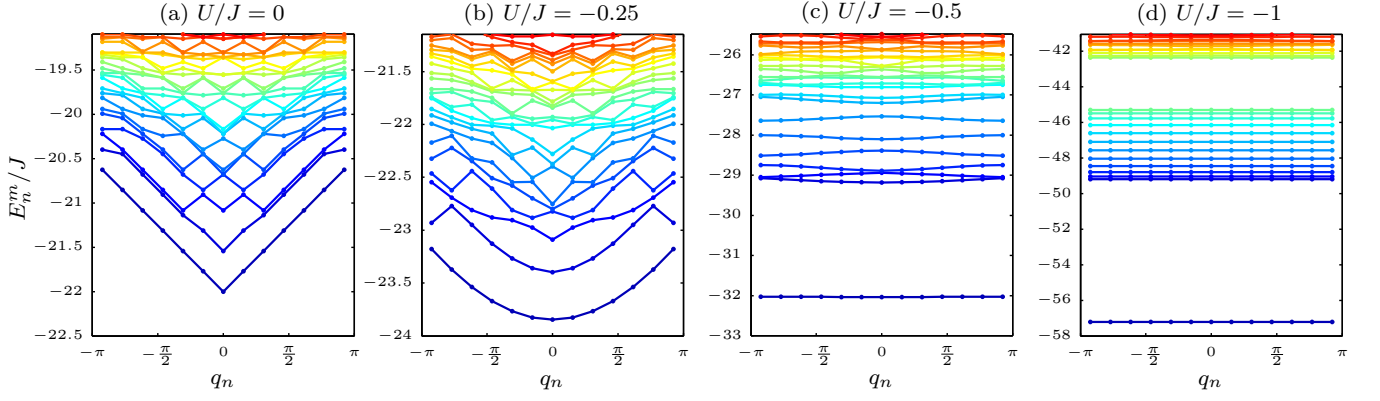 (a) U/J = 0
(b) U/J = −0.25
(c) U/J = −0.5
(d) U/J = −1
E_n^m/J
−19.5
−20
−20.5
−21
−21.5
−22
−22.5
−π
−π/2
0
π/2
π
q_n
−21.5
−22
−22.5
−23
−23.5
−24
−π
−π/2
0
π/2
π
q_n
−25
−26
−27
−28
−29
−30
−31
−32
−33
−π
−π/2
0
π/2
π
q_n
−42
−44
−46
−48
−50
−52
−54
−56
−58
−π
−π/2
0
π/2
π
q_n